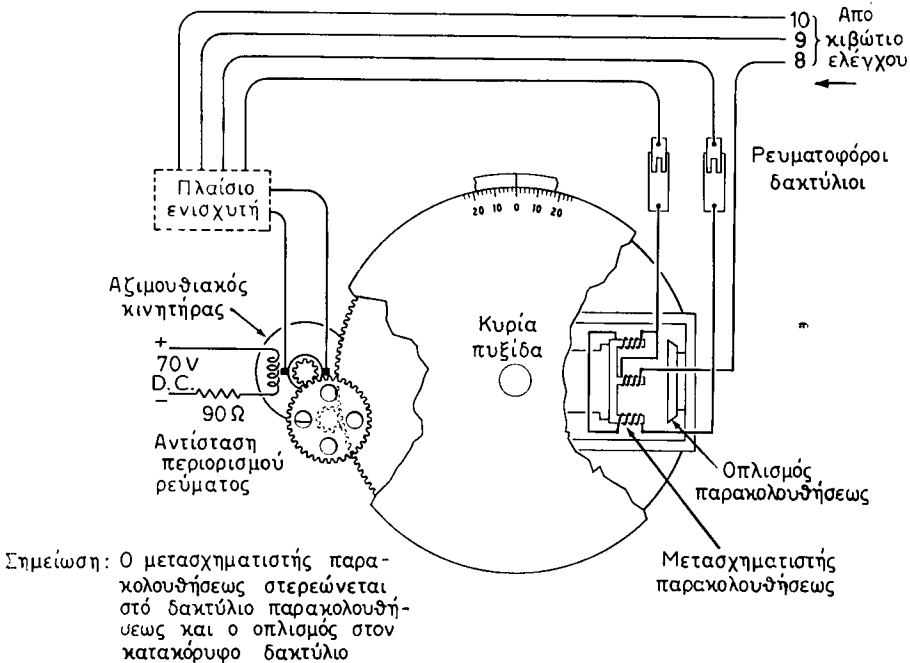 10 Από
9 κιβώτιο
8 ελέγχου
Ρευματοφόροι
δακτύλιοι
Πλαίσιο
ενισχυτή
20 10 0 10 20
Αζιμουθιακός
κινητήρας
Κυρία
πυξίδα
+
70 V
D.C.
−
90 Ω
Αντίσταση
περιορισμού
ρεύματος
Οπλισμός
παρακολουθήσεως
Μετασχηματιστής
παρακολουθήσεως
Σημείωση: Ο μετασχηματιστής παρα-
κολουθήσεως στερεώνεται
στό δακτύλιο παρακολουθή-
σεως και ο οπλισμός στον
κατακόρυφο δακτύλιο